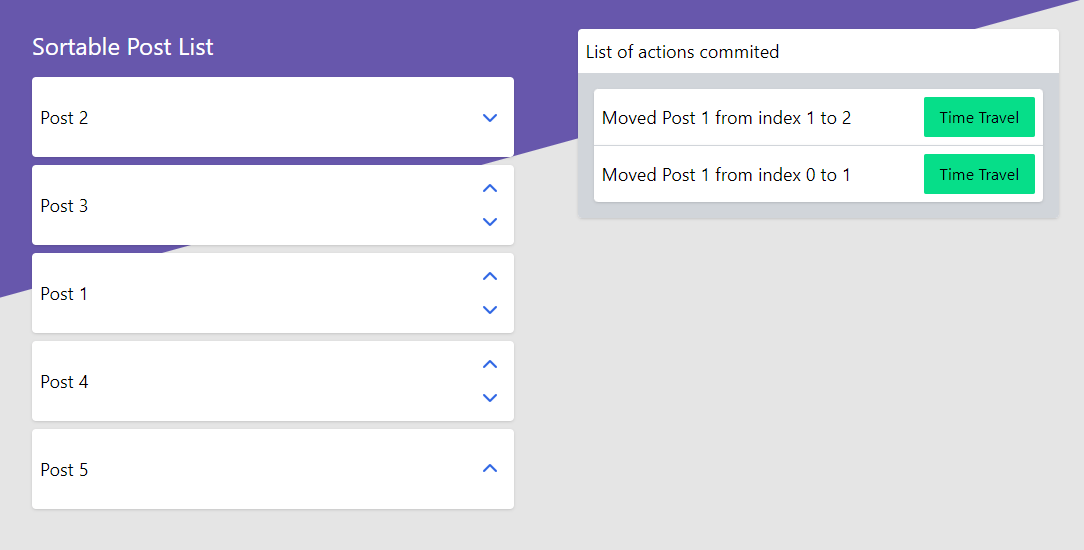 Sortable Post List
Post 2
Post 3
Post 1
Post 4
Post 5
List of actions commited
Moved Post 1 from index 1 to 2
Time Travel
Moved Post 1 from index 0 to 1
Time Travel